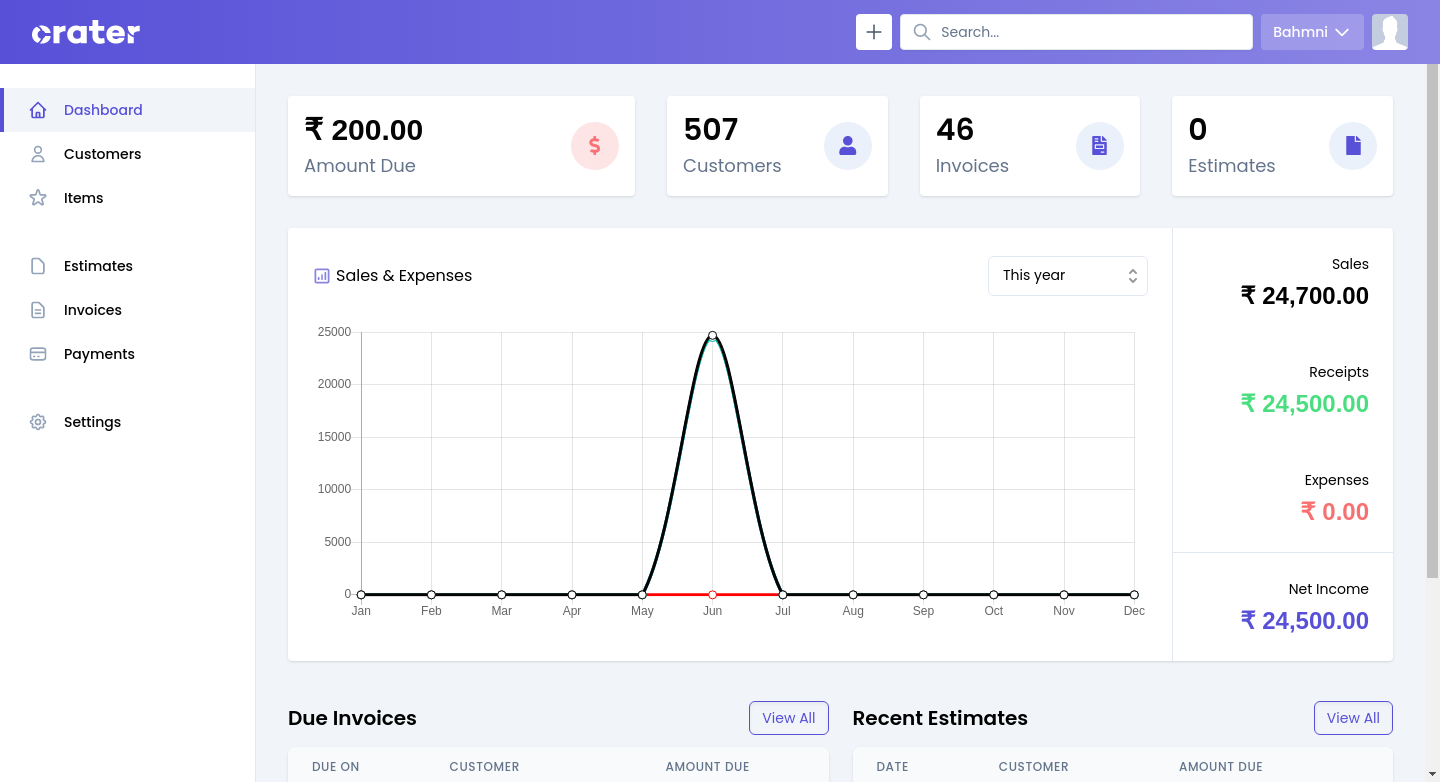 crater
Search...
Bahmni
Dashboard
Customers
Items
Estimates
Invoices
Payments
Settings
₹ 200.00
Amount Due
$
507
Customers
46
Invoices
0
Estimates
Sales & Expenses
This year
25000
20000
15000
10000
5000
0
Jan Feb Mar Apr May Jun Jul Aug Sep Oct Nov Dec
Sales
₹ 24,700.00
Receipts
₹ 24,500.00
Expenses
₹ 0.00
Net Income
₹ 24,500.00
Due Invoices
View All
DUE ON CUSTOMER AMOUNT DUE
Recent Estimates
View All
DATE CUSTOMER AMOUNT DUE